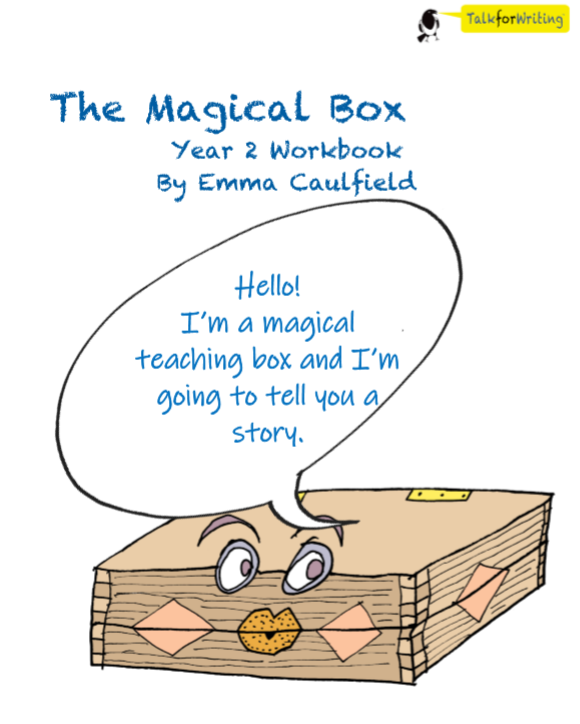 TalkforWriting
The Magical Box
Year 2 Workbook
By Emma Caulfield
Hello!
I'm a magical
teaching box and I'm
going to tell you a
story.